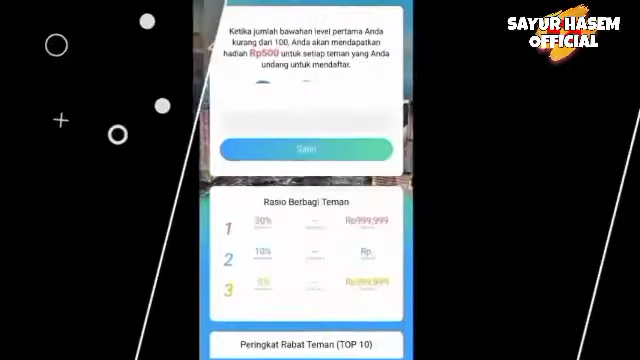 SAYUR HASEM
OFFICIAL
Ketika jumlah bawahan level pertama Anda
kurang dari 100, Anda akan mendapatkan
hadiah Rp500 untuk setiap teman yang Anda
undang untuk mendaftar.
Salin
Rasio Berbagi Teman
1 30% -- Rp999,999
2 10% -- Rp.
3 5% -- Rp999,999
Peringkat Rabat Teman (TOP 10)